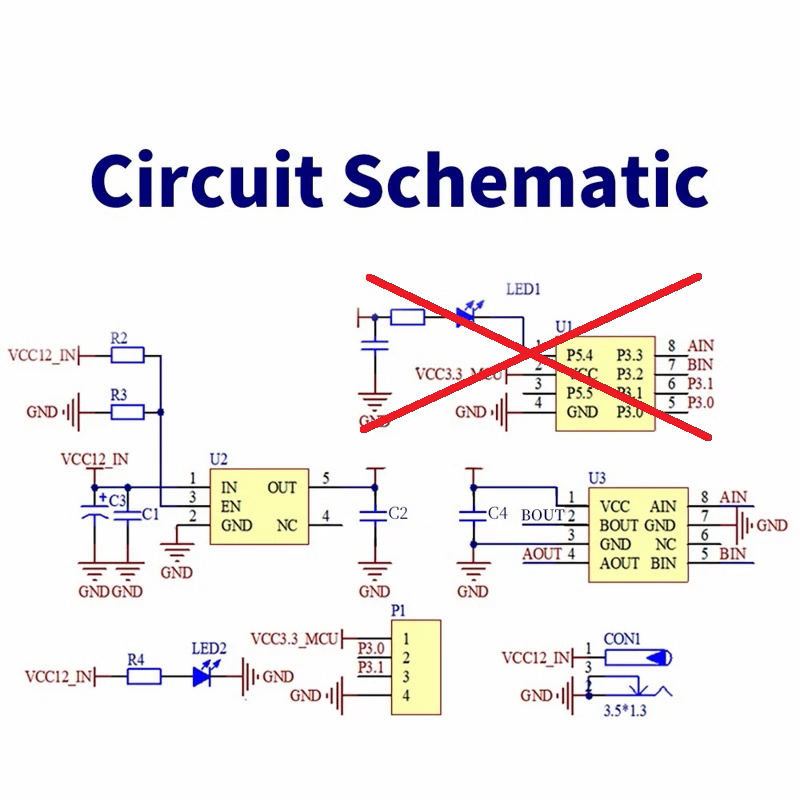 Circuit Schematic
LED1
U1
1 P5.4 P3.3 8 AIN
VCC3.3_MCU 2 VCC P3.2 7 BIN
3 P5.5 P3.1 6 P3.1
GND 4 GND P3.0 5 P3.0
GND
R2
VCC12_IN
R3
GND
VCC12_IN
U2
1 IN OUT 5
3 EN
2 GND NC 4
+ C3
C1
C2
GND
GND GND
GND
U3
C4
1 VCC AIN 8 AIN
BOUT 2 BOUT GND 7 GND
3 GND NC 6
AOUT 4 AOUT BIN 5 BIN
GND
LED2
VCC12_IN R4 GND
P1
VCC3.3_MCU 1
P3.0 2
P3.1 3
GND 4
CON1
VCC12_IN 1
3
GND 2
3.5*1.3